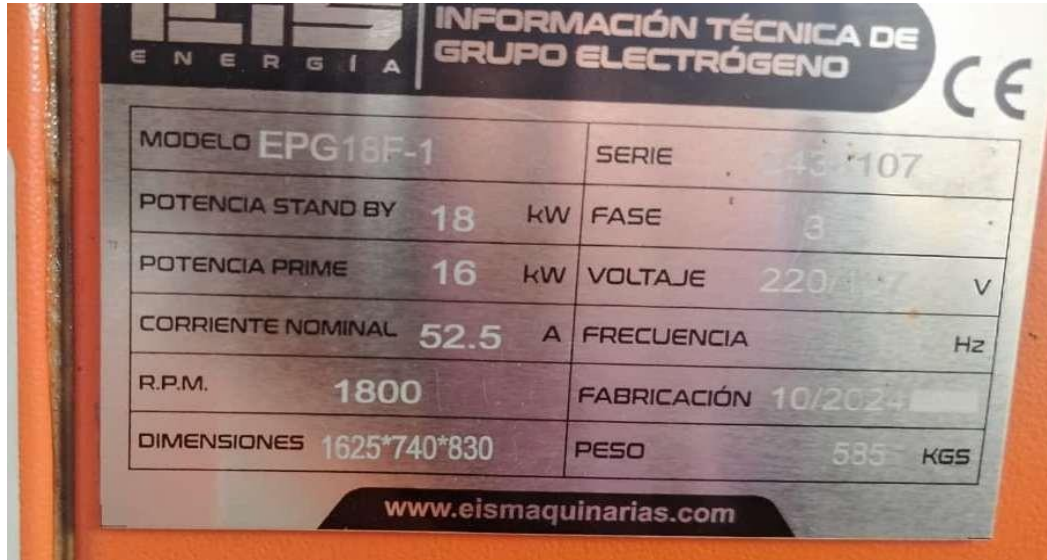 ENERGÍA
INFORMACIÓN TÉCNICA DE
GRUPO ELECTRÓGENO
CE
MODELO EPG18F-1
SERIE
POTENCIA STAND BY 18 kW
FASE 3
POTENCIA PRIME 16 kW
VOLTAJE V
CORRIENTE NOMINAL 52.5 A
FRECUENCIA Hz
R.P.M. 1800
FABRICACIÓN 10/2024
DIMENSIONES 1625*740*830
PESO 585 KGS
www.eismaquinarias.com